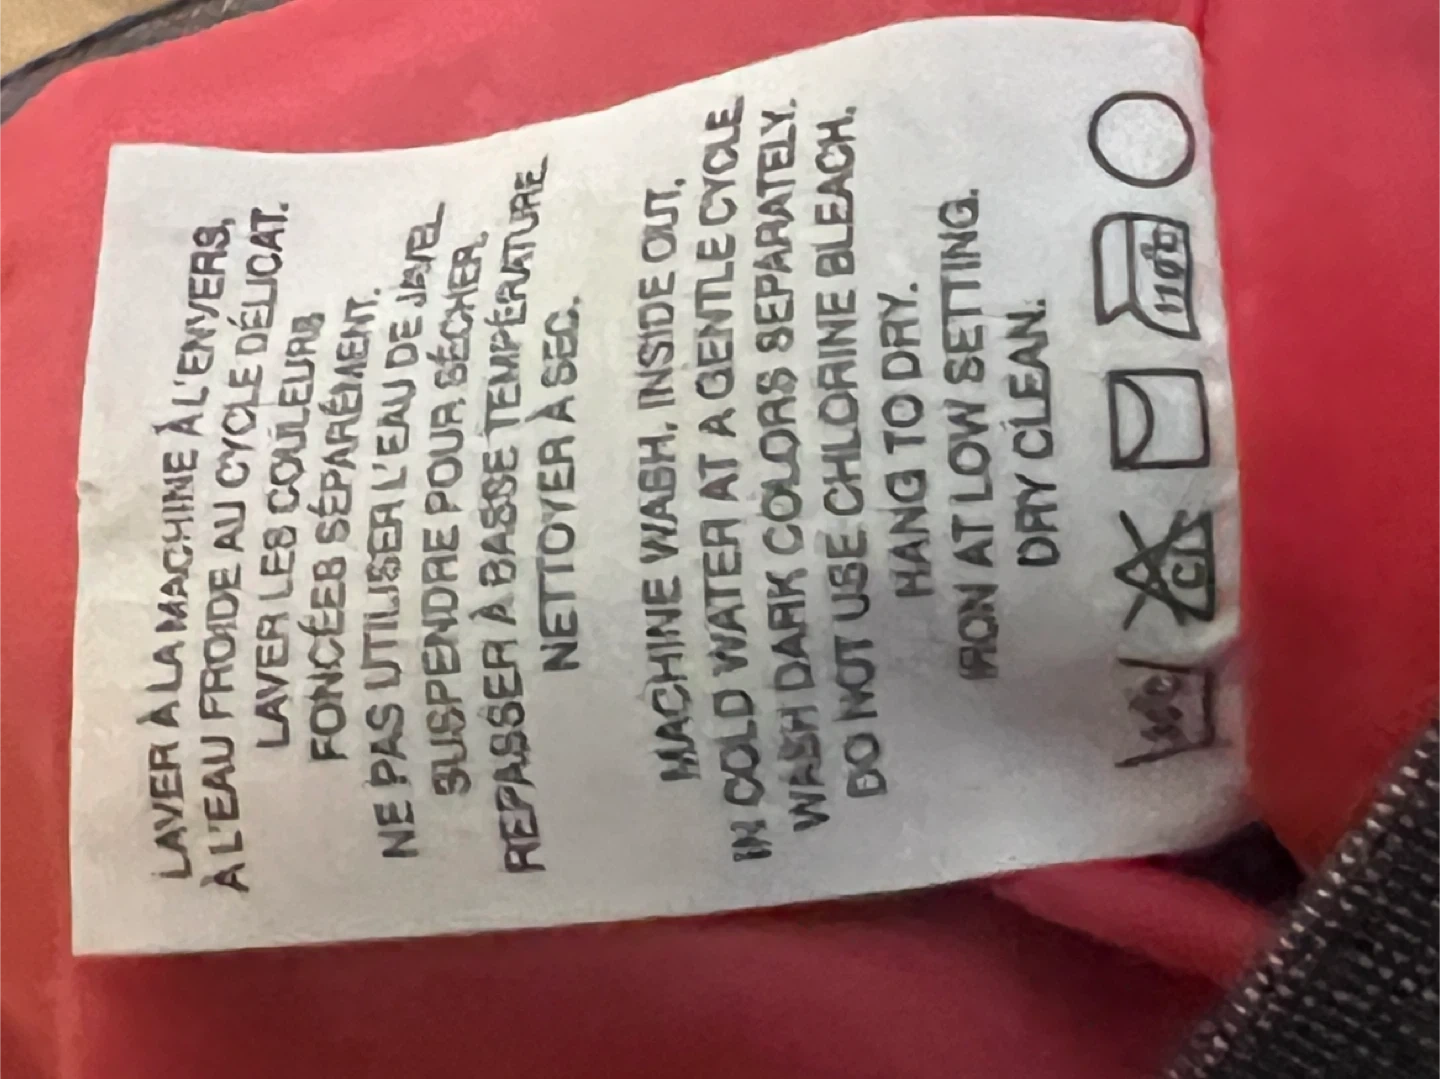 LAVER À LA MACHINE À L'ENVERS,
À L'EAU FROIDE AU CYCLE DÉLICAT.
LAVER LES COULEURS
FONCÉES SÉPARÉMENT.
NE PAS UTILISER L'EAU DE JAVEL
SUSPENDRE POUR SÉCHER.
REPASSER À BASSE TEMPÉRATURE.
NETTOYER À SEC.
MACHINE WASH, INSIDE OUT,
IN COLD WATER AT A GENTLE CYCLE.
WASH DARK COLORS SEPARATELY.
DO NOT USE CHLORINE BLEACH.
HANG TO DRY.
IRON AT LOW SETTING.
DRY CLEAN.
CL 110°C